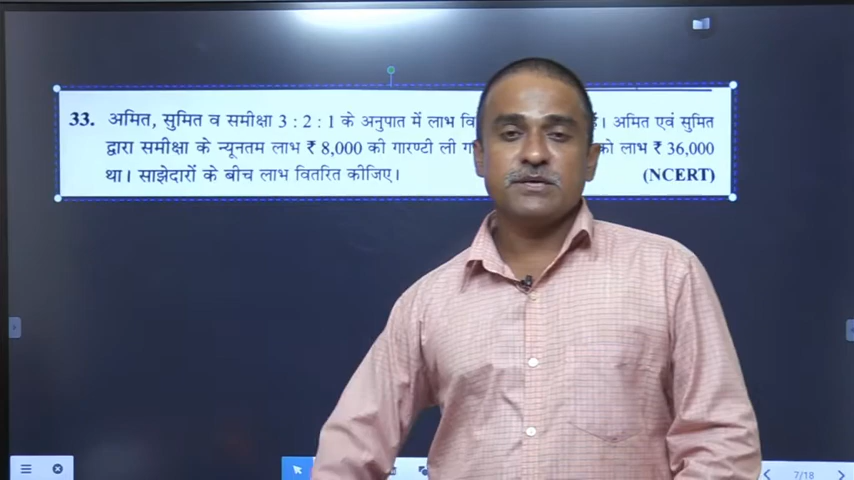 33. अमित, सुमित व समीक्षा 3 : 2 : 1 के अनुपात में लाभ । अमित एवं सुमित
द्वारा समीक्षा के न्यूनतम लाभ ₹ 8,000 की गारण्टी ली को लाभ ₹ 36,000
था। साझेदारों के बीच लाभ वितरित कीजिए। (NCERT)
7/18